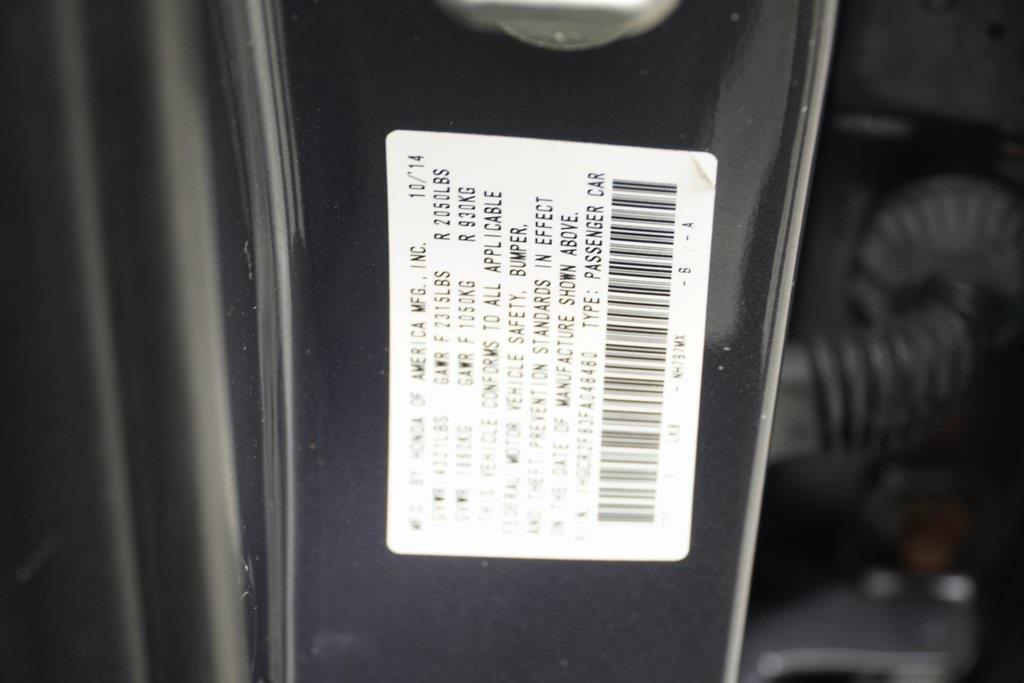 MFD. BY HONDA OF AMERICA MFG., INC. 10/'14
GVWR 4321LBS GAWR F 2315LBS R 2050LBS
GVWR 1960KG GAWR F 1050KG R 930KG
THIS VEHICLE CONFORMS TO ALL APPLICABLE
FEDERAL MOTOR VEHICLE SAFETY, BUMPER,
AND THEFT PREVENTION STANDARDS IN EFFECT
ON THE DATE OF MANUFACTURE SHOWN ABOVE.
V.I.N. 1HGCR2F83FA048480 TYPE: PASSENGER CAR
NH797MX - B - A